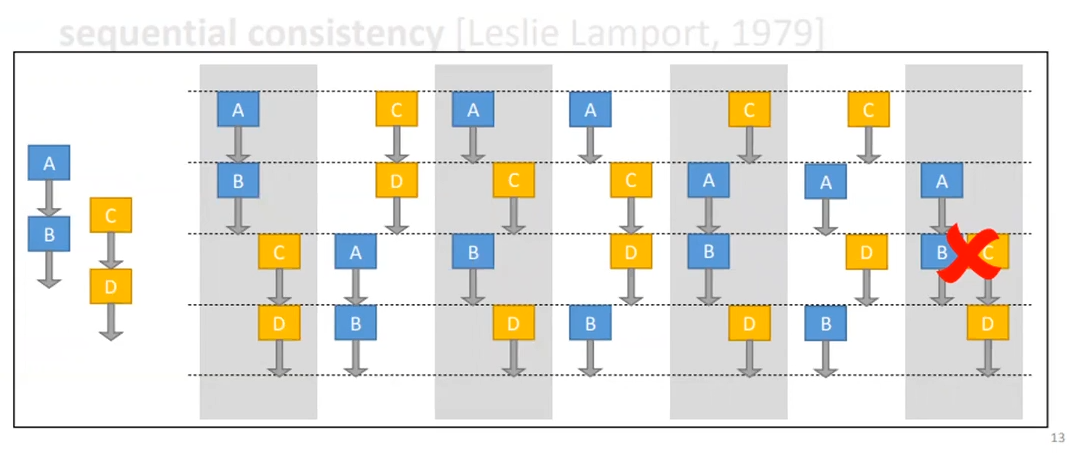 sequential consistency [Leslie Lamport, 1979]
A C A A C C
A B D C C A A A
C B C A B D B D B C
D D B D B D B D
13